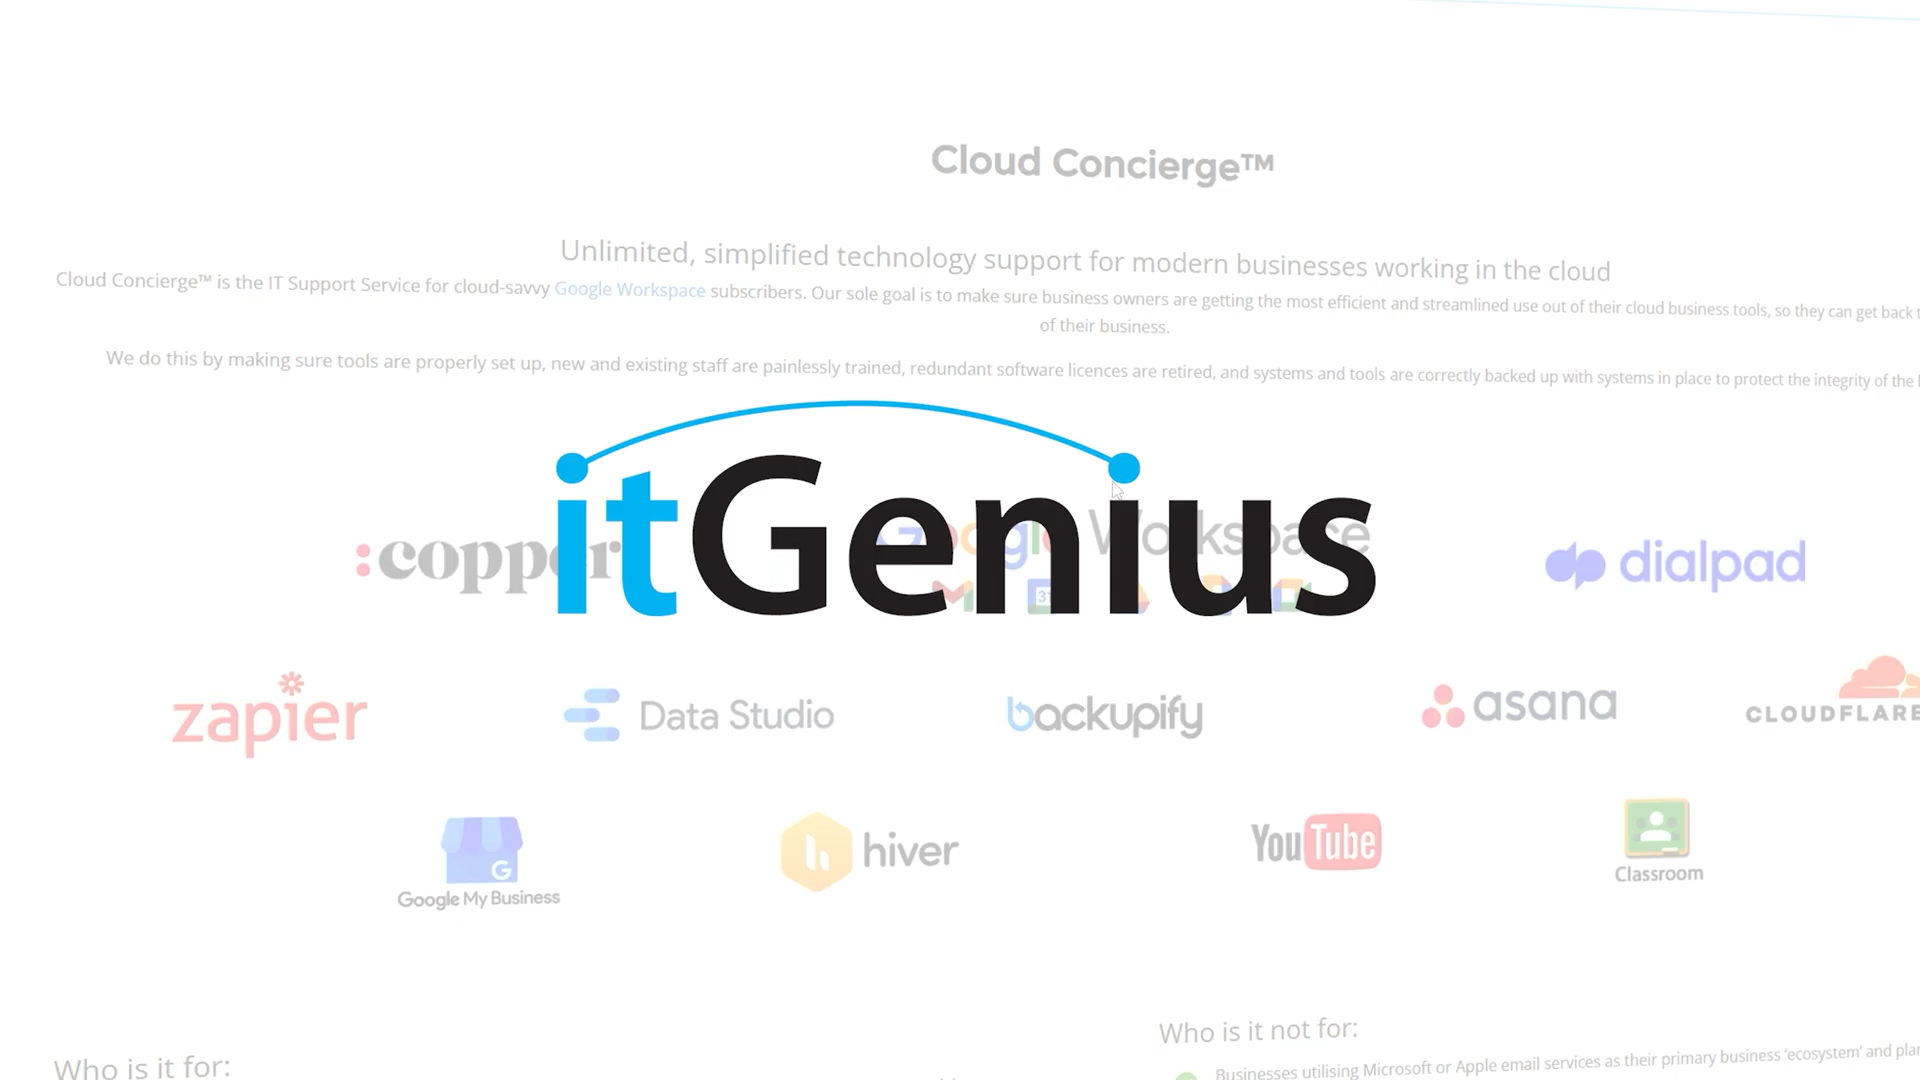 Cloud Concierge™
Unlimited, simplified technology support for modern businesses working in the cloud
Cloud Concierge™ is the IT Support Service for cloud-savvy Google Workspace subscribers. Our sole goal is to make sure business owners are getting the most efficient and streamlined use out of their cloud business tools, so they can get back
of their business.
We do this by making sure tools are properly set up, new and existing staff are painlessly trained, redundant software licences are retired, and systems and tools are correctly backed up with systems in place to protect the integrity of the
itGenius
:copper
Google Workspace
31
dialpad
zapier
Data Studio
backupify
asana
CLOUDFLARE
G
Google My Business
h hiver
YouTube
Classroom
Who is it for:
Who is it not for:
Businesses utilising Microsoft or Apple email services as their primary business 'ecosystem' and